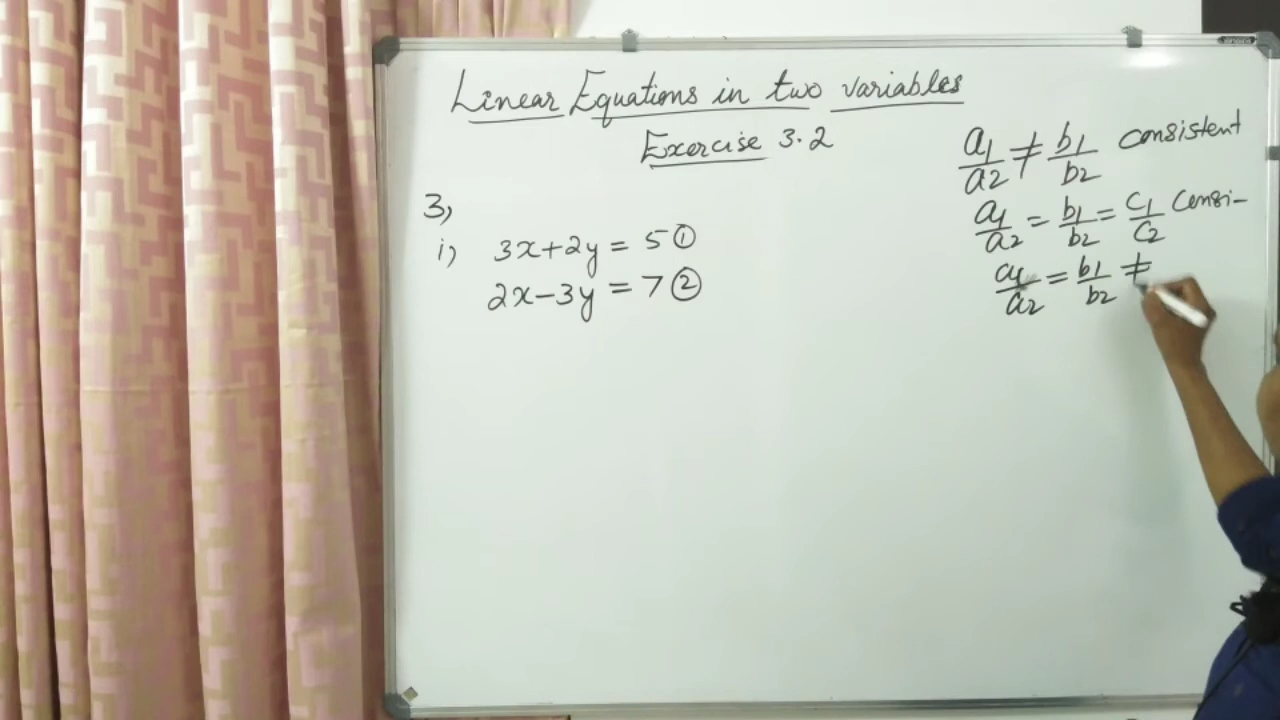 Linear Equations in two variables
Exercise 3.2
3,
i) 3x+2y = 5 ①
2x-3y = 7 ②
a1/a2 ≠ b1/b2 consistent
a1/a2 = b1/b2 = c1/c2 Consi-
a1/a2 = b1/b2 ≠